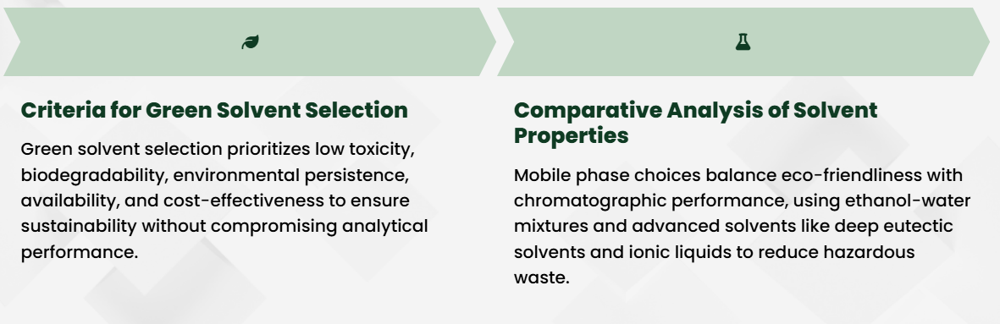 Criteria for Green Solvent Selection
Green solvent selection prioritizes low toxicity,
biodegradability, environmental persistence,
availability, and cost-effectiveness to ensure
sustainability without compromising analytical
performance.
Comparative Analysis of Solvent
Properties
Mobile phase choices balance eco-friendliness with
chromatographic performance, using ethanol-water
mixtures and advanced solvents like deep eutectic
solvents and ionic liquids to reduce hazardous
waste.